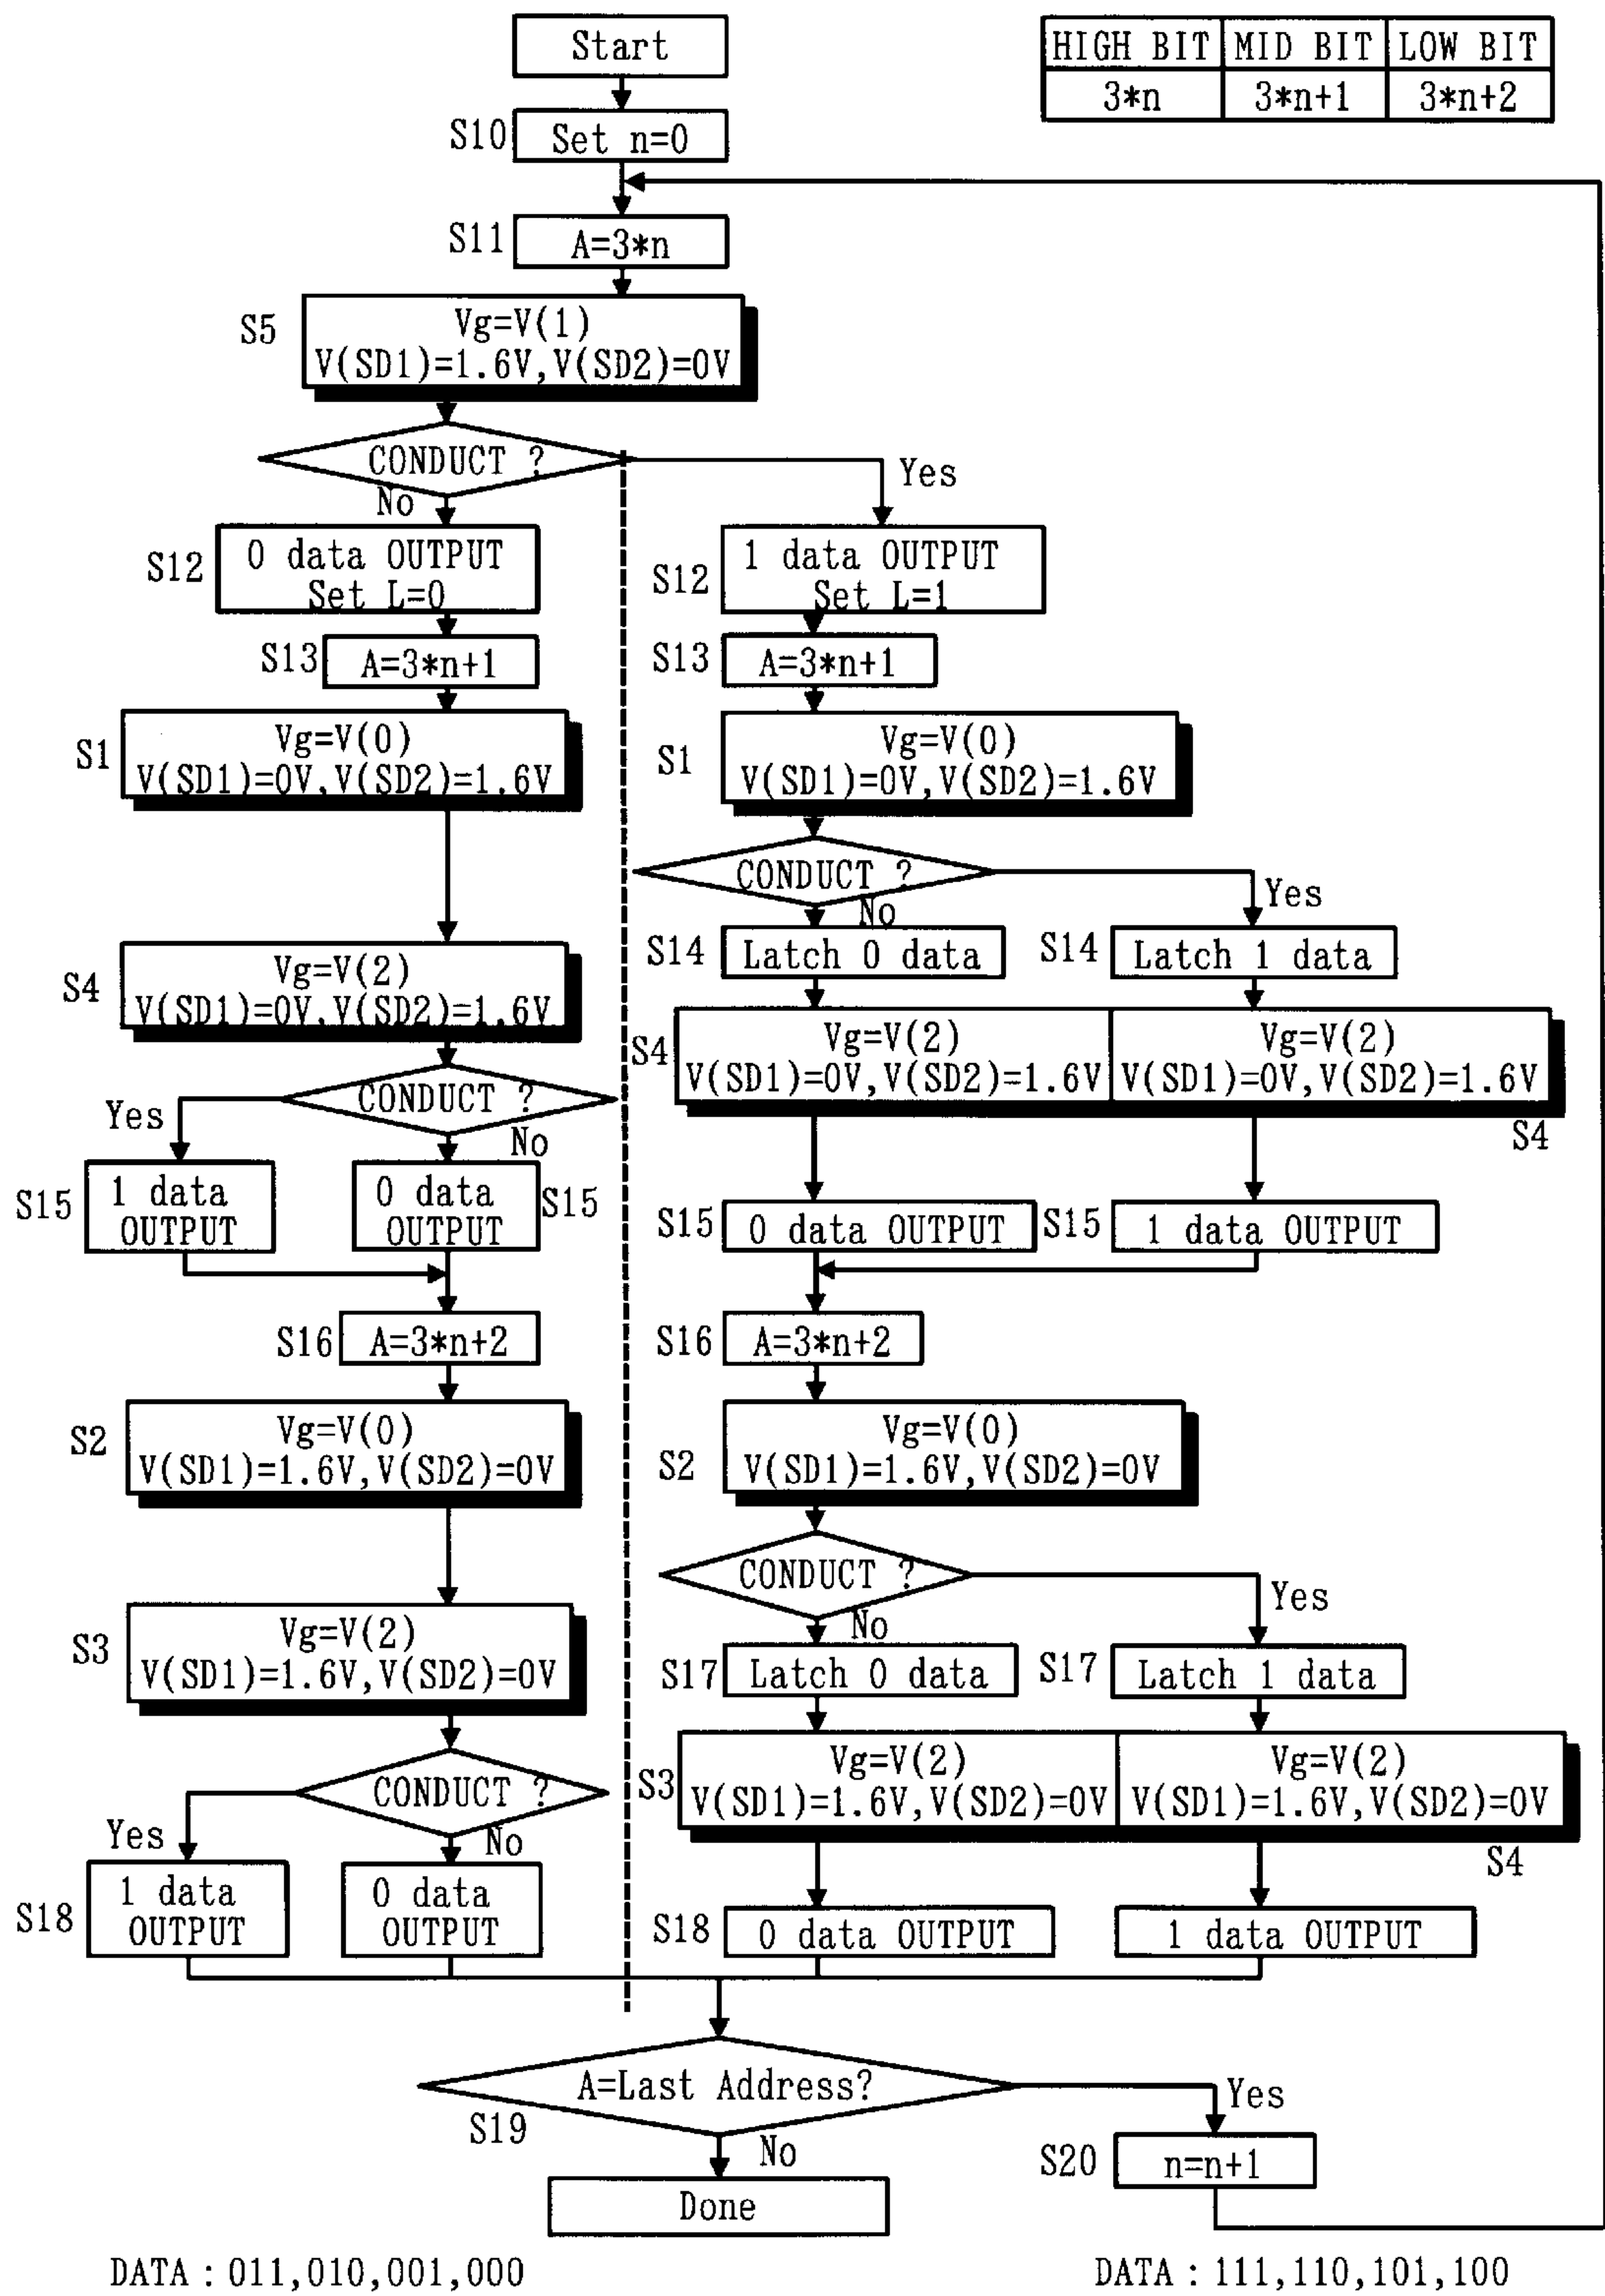 Start
HIGH BIT MID BIT LOW BIT
3*n 3*n+1 3*n+2
S10 Set n=0
S11 A=3*n
S5
Vg=V(1)
V(SD1)=1.6V,V(SD2)=0V
CONDUCT ?
Yes
No
S12
0 data OUTPUT
Set L=0
S12
1 data OUTPUT
Set L=1
S13 A=3*n+1
S13 A=3*n+1
S1
Vg=V(0)
V(SD1)=0V,V(SD2)=1.6V
S1
Vg=V(0)
V(SD1)=0V,V(SD2)=1.6V
CONDUCT ?
Yes
No
S14 Latch 0 data
S14 Latch 1 data
S4
Vg=V(2)
V(SD1)=0V,V(SD2)=1.6V
S4
Vg=V(2)
V(SD1)=0V,V(SD2)=1.6V
Vg=V(2)
V(SD1)=0V,V(SD2)=1.6V
S4
CONDUCT ?
Yes
No
S15
1 data
OUTPUT
0 data
OUTPUT
S15
S15 0 data OUTPUT
S15 1 data OUTPUT
S16 A=3*n+2
S16 A=3*n+2
S2
Vg=V(0)
V(SD1)=1.6V,V(SD2)=0V
S2
Vg=V(0)
V(SD1)=1.6V,V(SD2)=0V
CONDUCT ?
Yes
No
S17 Latch 0 data
S17 Latch 1 data
S3
Vg=V(2)
V(SD1)=1.6V,V(SD2)=0V
S3
Vg=V(2)
V(SD1)=1.6V,V(SD2)=0V
Vg=V(2)
V(SD1)=1.6V,V(SD2)=0V
S4
CONDUCT ?
Yes
No
S18
1 data
OUTPUT
0 data
OUTPUT
S18 0 data OUTPUT
1 data OUTPUT
A=Last Address?
S19
Yes
No
S20 n=n+1
Done
DATA : 011,010,001,000
DATA : 111,110,101,100